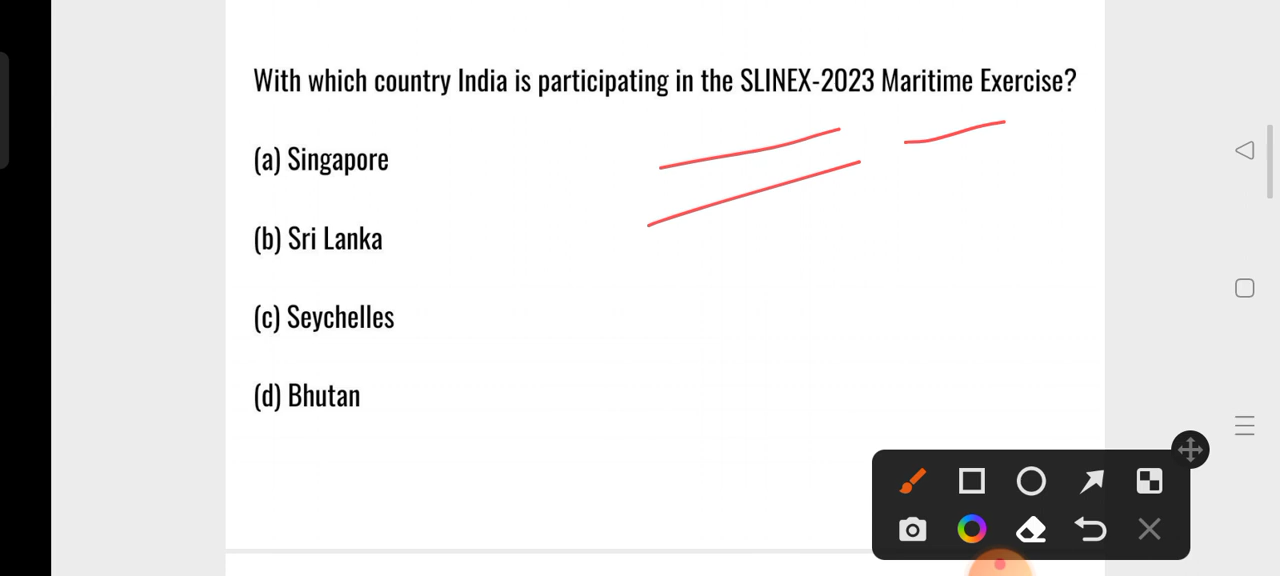 With which country India is participating in the SLINEX-2023 Maritime Exercise?
(a) Singapore
(b) Sri Lanka
(c) Seychelles
(d) Bhutan